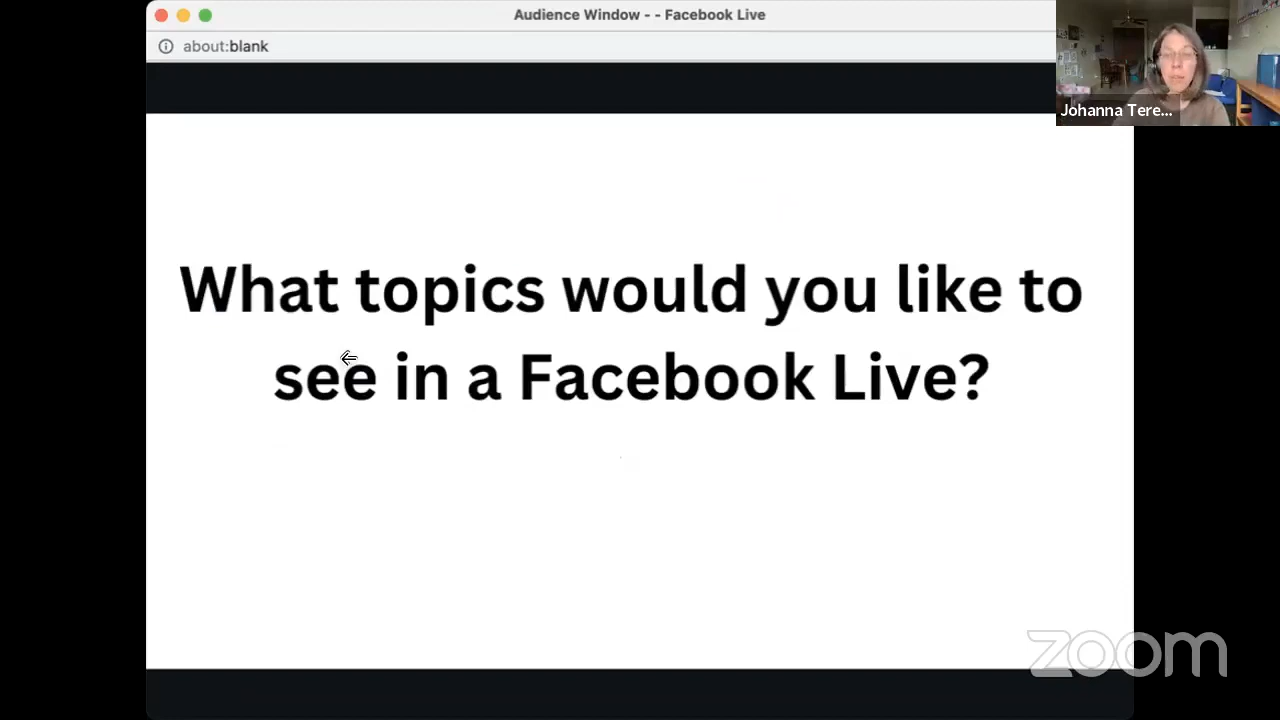 Audience Window - - Facebook Live
about:blank
Johanna Tere...
What topics would you like to
see in a Facebook Live?
zoom